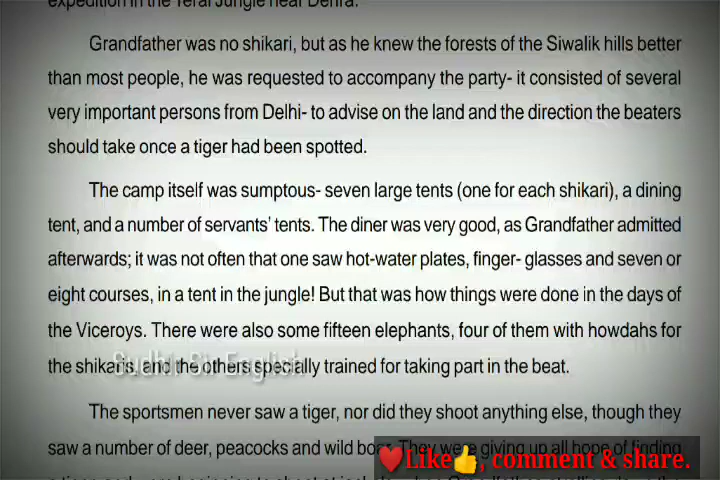 expedition in the Terai Jungle near Dehra.
Grandfather was no shikari, but as he knew the forests of the Siwalik hills better
than most people, he was requested to accompany the party- it consisted of several
very important persons from Delhi- to advise on the land and the direction the beaters
should take once a tiger had been spotted.
The camp itself was sumptous- seven large tents (one for each shikari), a dining
tent, and a number of servants' tents. The diner was very good, as Grandfather admitted
afterwards; it was not often that one saw hot-water plates, finger- glasses and seven or
eight courses, in a tent in the jungle! But that was how things were done in the days of
the Viceroys. There were also some fifteen elephants, four of them with howdahs for
the shikaris, and the others specially trained for taking part in the beat.
Sudhir Sir English
The sportsmen never saw a tiger, nor did they shoot anything else, though they
saw a number of deer, peacocks and wild boar. They were giving up all hope of finding
❤Like👍, comment & share.